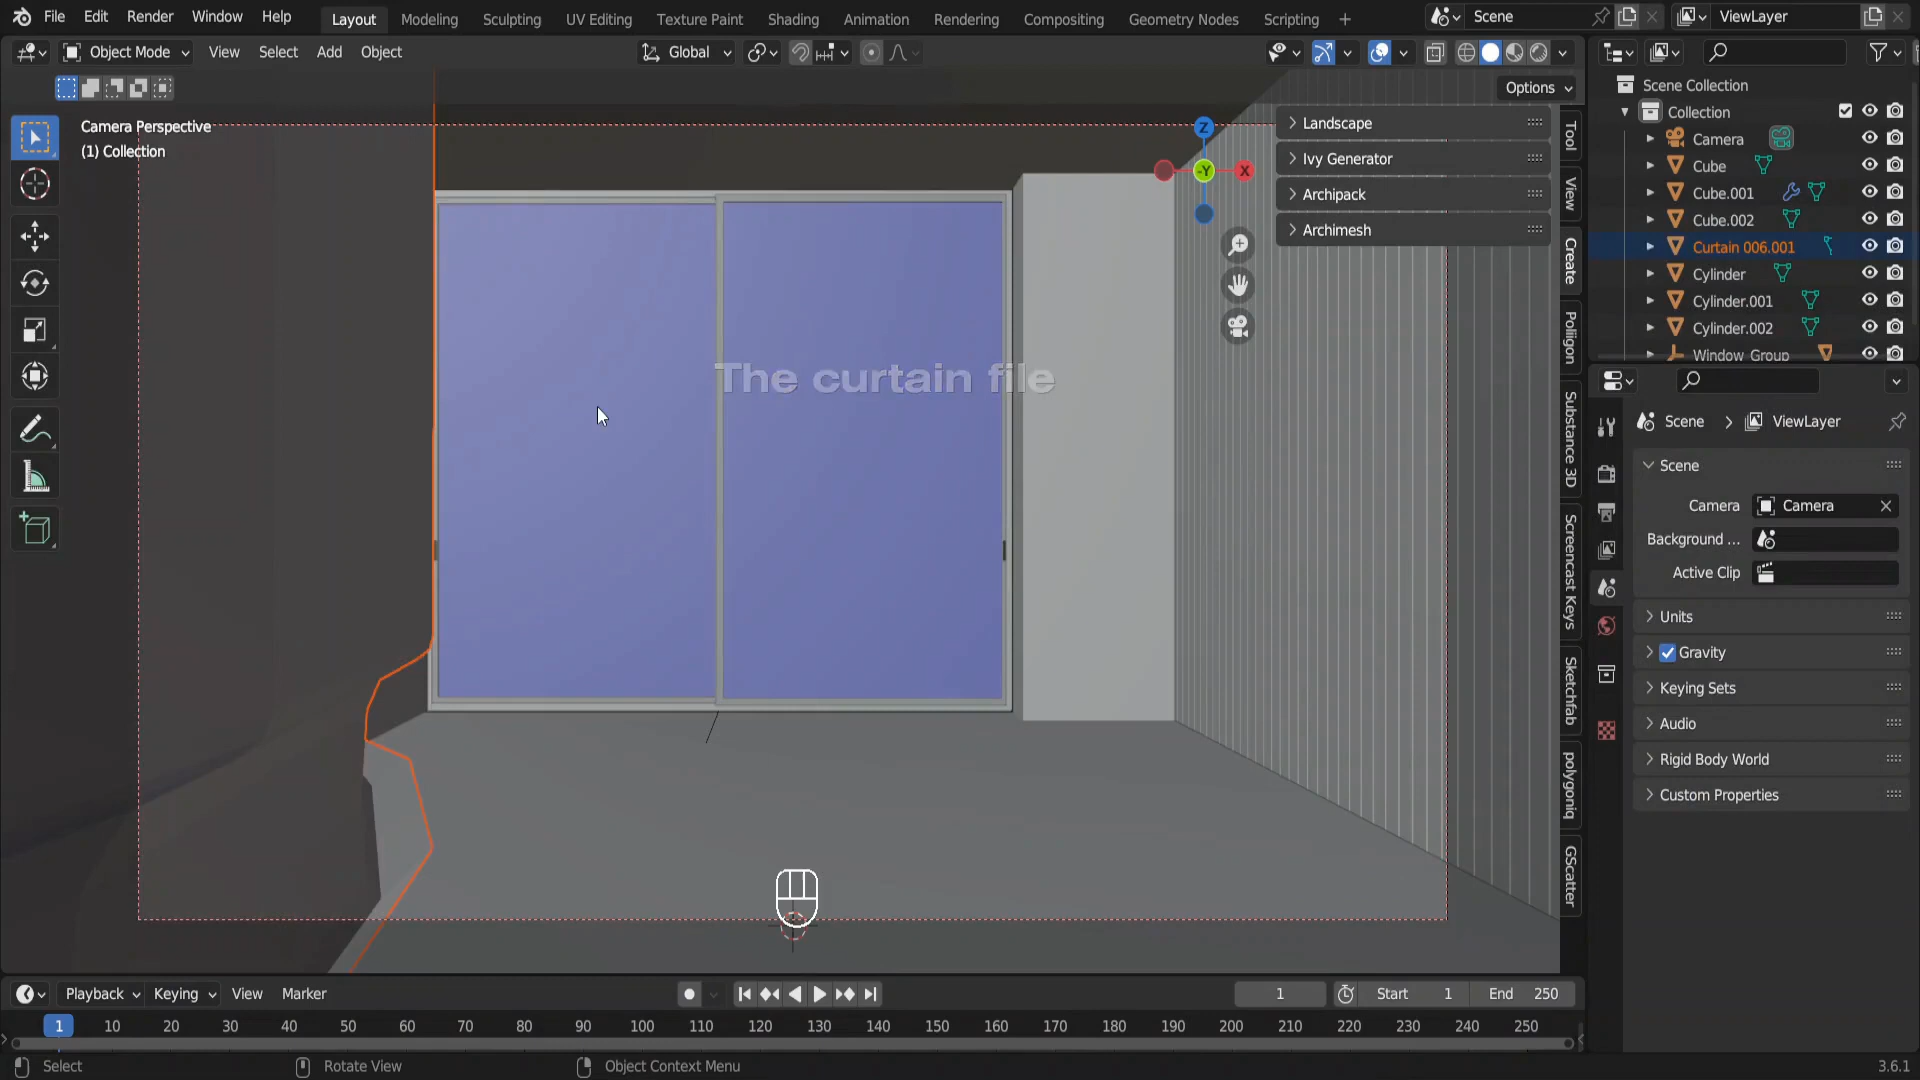 File Edit Render Window Help Layout Modeling Sculpting UV Editing Texture Paint Shading Animation Rendering Compositing Geometry Nodes Scripting + Scene ViewLayer
Object Mode View Select Add Object Global
Options
Camera Perspective
(1) Collection
Z
-Y
X
Landscape
Ivy Generator
Archipack
Archimesh
Tool
View
Create
Poliigon
Substance 3D
Screencast Keys
Sketchfab
polygoniq
GScatter
The curtain file
Scene Collection
Collection
Camera
Cube
Cube.001
Cube.002
Curtain 006.001
Cylinder
Cylinder.001
Cylinder.002
Window Group
Scene > ViewLayer
Scene
Camera Camera
Background ...
Active Clip
Units
Gravity
Keying Sets
Audio
Rigid Body World
Custom Properties
Playback Keying View Marker 1 Start 1 End 250
1 10 20 30 40 50 60 70 80 90 100 110 120 130 140 150 160 170 180 190 200 210 220 230 240 250
Select Rotate View Object Context Menu 3.6.1